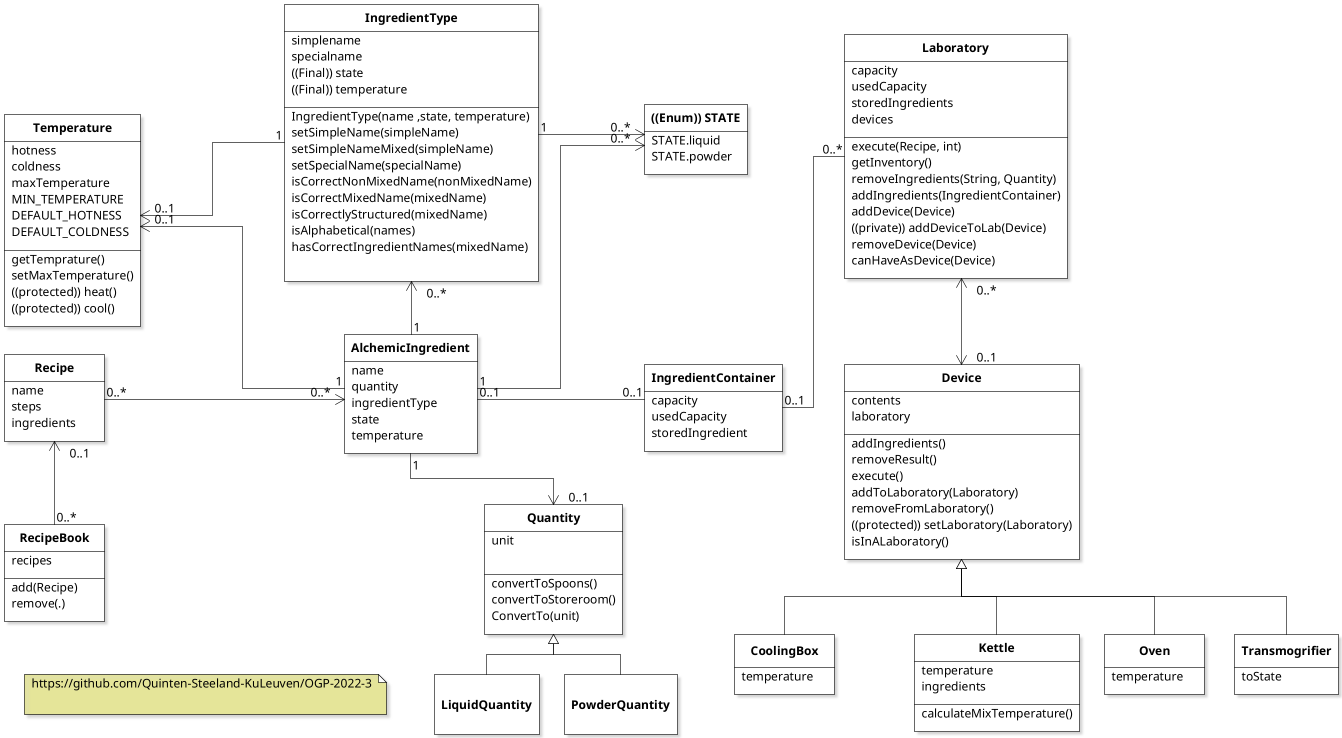 IngredientType
simplename
specialname
((Final)) state
((Final)) temperature
IngredientType(name ,state, temperature)
setSimpleName(simpleName)
setSimpleNameMixed(simpleName)
setSpecialName(specialName)
isCorrectNonMixedName(nonMixedName)
isCorrectMixedName(mixedName)
isCorrectlyStructured(mixedName)
isAlphabetical(names)
hasCorrectIngredientNames(mixedName)
Laboratory
capacity
usedCapacity
storedIngredients
devices
execute(Recipe, int)
getInventory()
removeIngredients(String, Quantity)
addIngredients(IngredientContainer)
addDevice(Device)
((private)) addDeviceToLab(Device)
removeDevice(Device)
canHaveAsDevice(Device)
((Enum)) STATE
STATE.liquid
STATE.powder
Temperature
hotness
coldness
maxTemperature
MIN_TEMPERATURE
DEFAULT_HOTNESS
DEFAULT_COLDNESS
getTemprature()
setMaxTemperature()
((protected)) heat()
((protected)) cool()
1
0..1
0..1
1
0..*
0..*
0..*
0..*
1
0..*
0..1
AlchemicIngredient
name
quantity
ingredientType
state
temperature
Recipe
name
steps
ingredients
0..*
1
0..*
1
0..1
0..1
IngredientContainer
capacity
usedCapacity
storedIngredient
0..1
Device
contents
laboratory
addIngredients()
removeResult()
execute()
addToLaboratory(Laboratory)
removeFromLaboratory()
((protected)) setLaboratory(Laboratory)
isInALaboratory()
0..1
0..*
1
0..1
RecipeBook
recipes
add(Recipe)
remove(.)
Quantity
unit
convertToSpoons()
convertToStoreroom()
ConvertTo(unit)
CoolingBox
temperature
Kettle
temperature
ingredients
calculateMixTemperature()
Oven
temperature
Transmogrifier
toState
https://github.com/Quinten-Steeland-KuLeuven/OGP-2022-3
LiquidQuantity
PowderQuantity